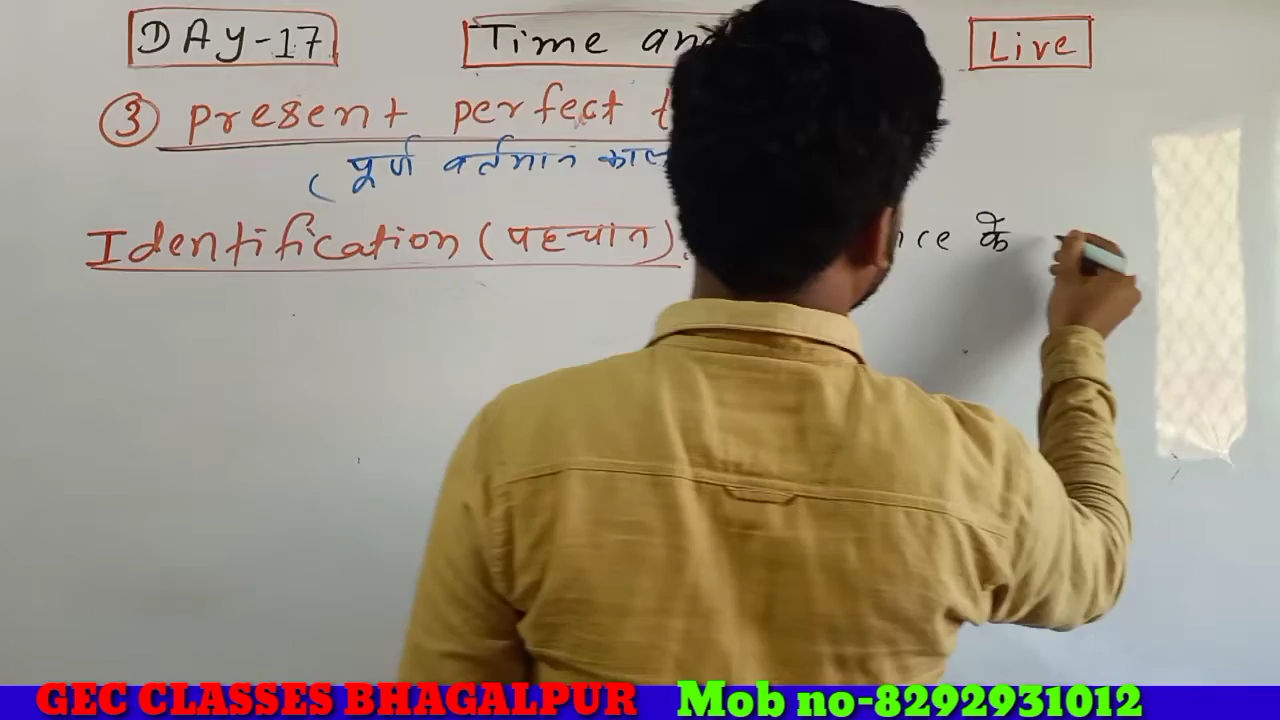 DAY-17 Time an Live
③ present perfect t
(पूर्ण वर्तमान काल
Identification (पहचान) nce के
GEC CLASSES BHAGALPUR Mob no-8292931012